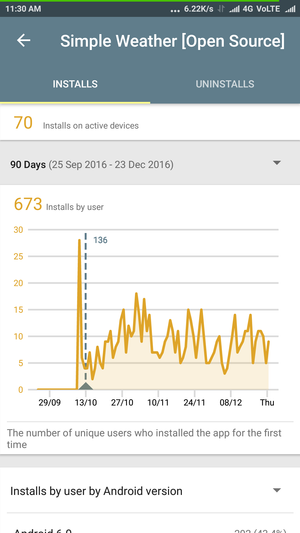 11:30 AM ... 6.22K/s 4G VoLTE
Simple Weather [Open Source]
INSTALLS UNINSTALLS
70 Installs on active devices
90 Days (25 Sep 2016 - 23 Dec 2016)
673 Installs by user
30
136
25
20
15
10
5
0
29/09 13/10 27/10 10/11 24/11 08/12 Thu
The number of unique users who installed the app for the first
time
Installs by user by Android version